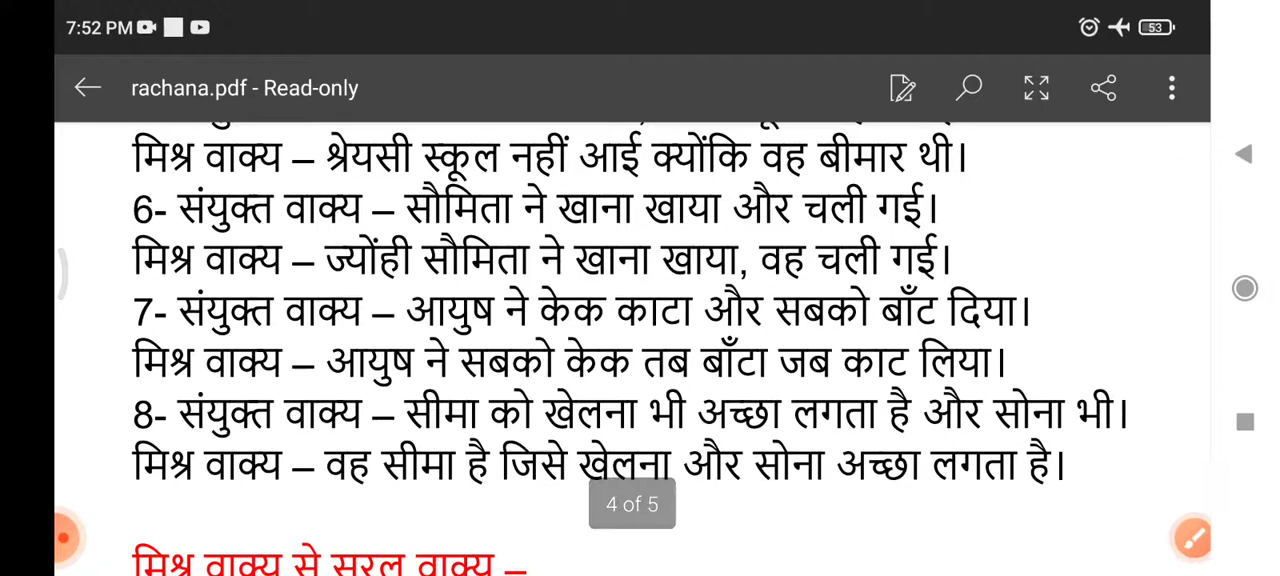 7:52 PM
53
rachana.pdf - Read-only
मिश्र वाक्य – श्रेयसी स्कूल नहीं आई क्योंकि वह बीमार थी।
6- संयुक्त वाक्य – सौमिता ने खाना खाया और चली गई।
मिश्र वाक्य – ज्योंही सौमिता ने खाना खाया, वह चली गई।
7- संयुक्त वाक्य – आयुष ने केक काटा और सबको बाँट दिया।
मिश्र वाक्य – आयुष ने सबको केक तब बाँटा जब काट लिया।
8- संयुक्त वाक्य – सीमा को खेलना भी अच्छा लगता है और सोना भी।
मिश्र वाक्य – वह सीमा है जिसे खेलना और सोना अच्छा लगता है।
4 of 5
मिश्र वाक्य से सरल वाक्य –